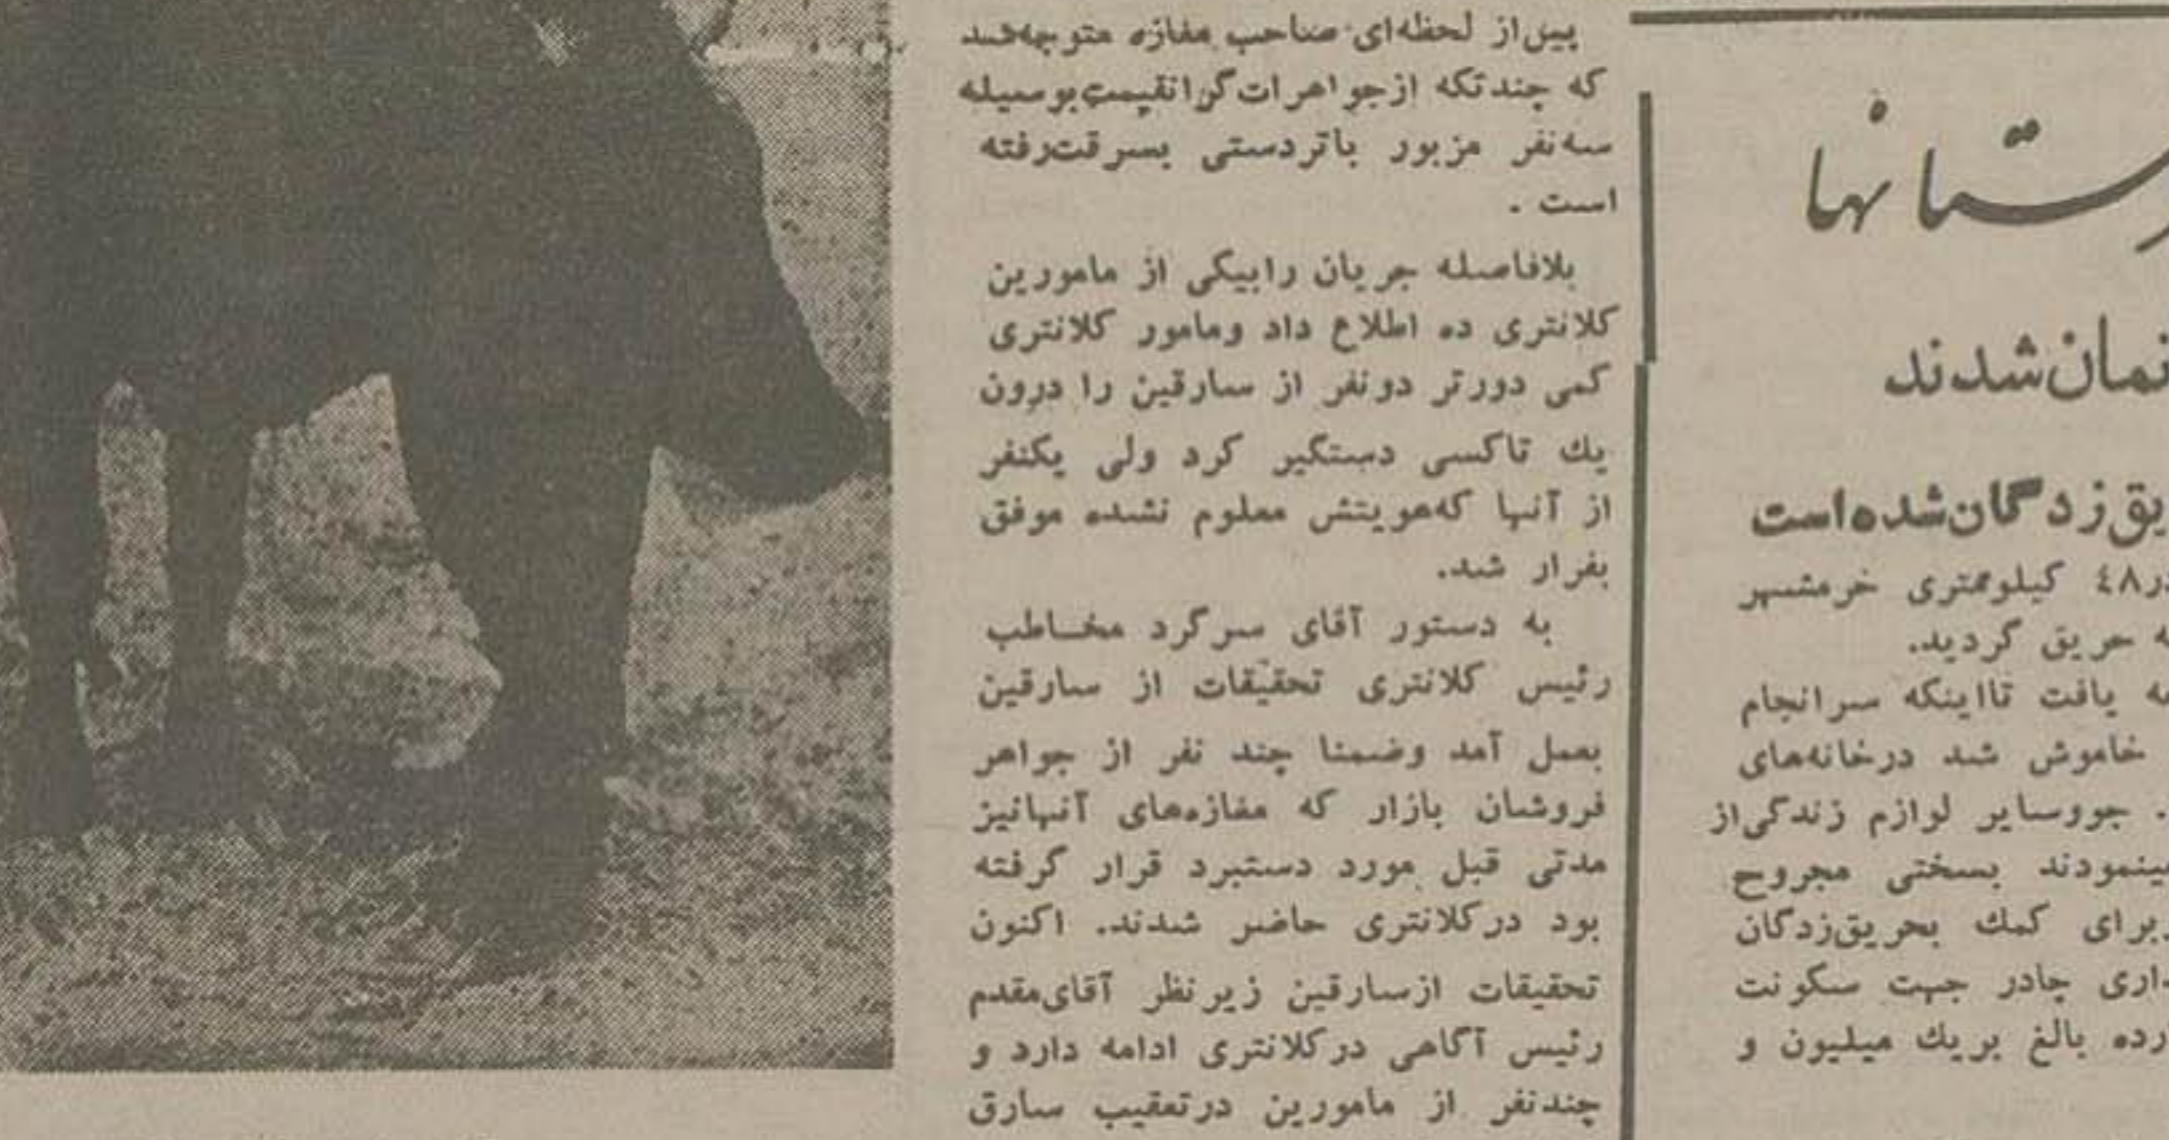 ستانها
نمان‌شدند
یق‌زدگان‌شده‌است
در۴۸ کیلومتری خرمشهر
حریق گردید.
یافت تااینکه سرانجام
خاموش شد درخانه‌های
. جووسایر لوازم زندگی‌از
مینمودند بسختی مجروح
برای کمك بحریق‌زدگان
داری چادر جهت سکونت
بالغ بریك میلیون و
پس‌از لحظه‌ای صاحب مغازه متوجه‌شد
که چندتکه ازجواهرات گرانقیمت‌بوسیله
سه‌نفر مزبور باتردستی بسرقت‌رفته
است .
بلافاصله جریان رابیکی از مامورین
کلانتری ده اطلاع داد ومامور کلانتری
کمی دورتر دونفر از سارقین را درون
یك تاکسی دستگیر کرد ولی یکنفر
از آنها که‌هویتش معلوم نشده موفق
بفرار شد.
به دستور آقای سرگرد مخاطب
رئیس کلانتری تحقیقات از سارقین
بعمل آمد وضمنا چند نفر از جواهر
فروشان بازار که مغازه‌های آنهانیز
مدتی قبل مورد دستبرد قرار گرفته
بود درکلانتری حاضر شدند. اکنون
تحقیقات ازسارقین زیرنظر آقای‌مقدم
رئیس آگاهی درکلانتری ادامه دارد و
چندنفر از مامورین درتعقیب سارق